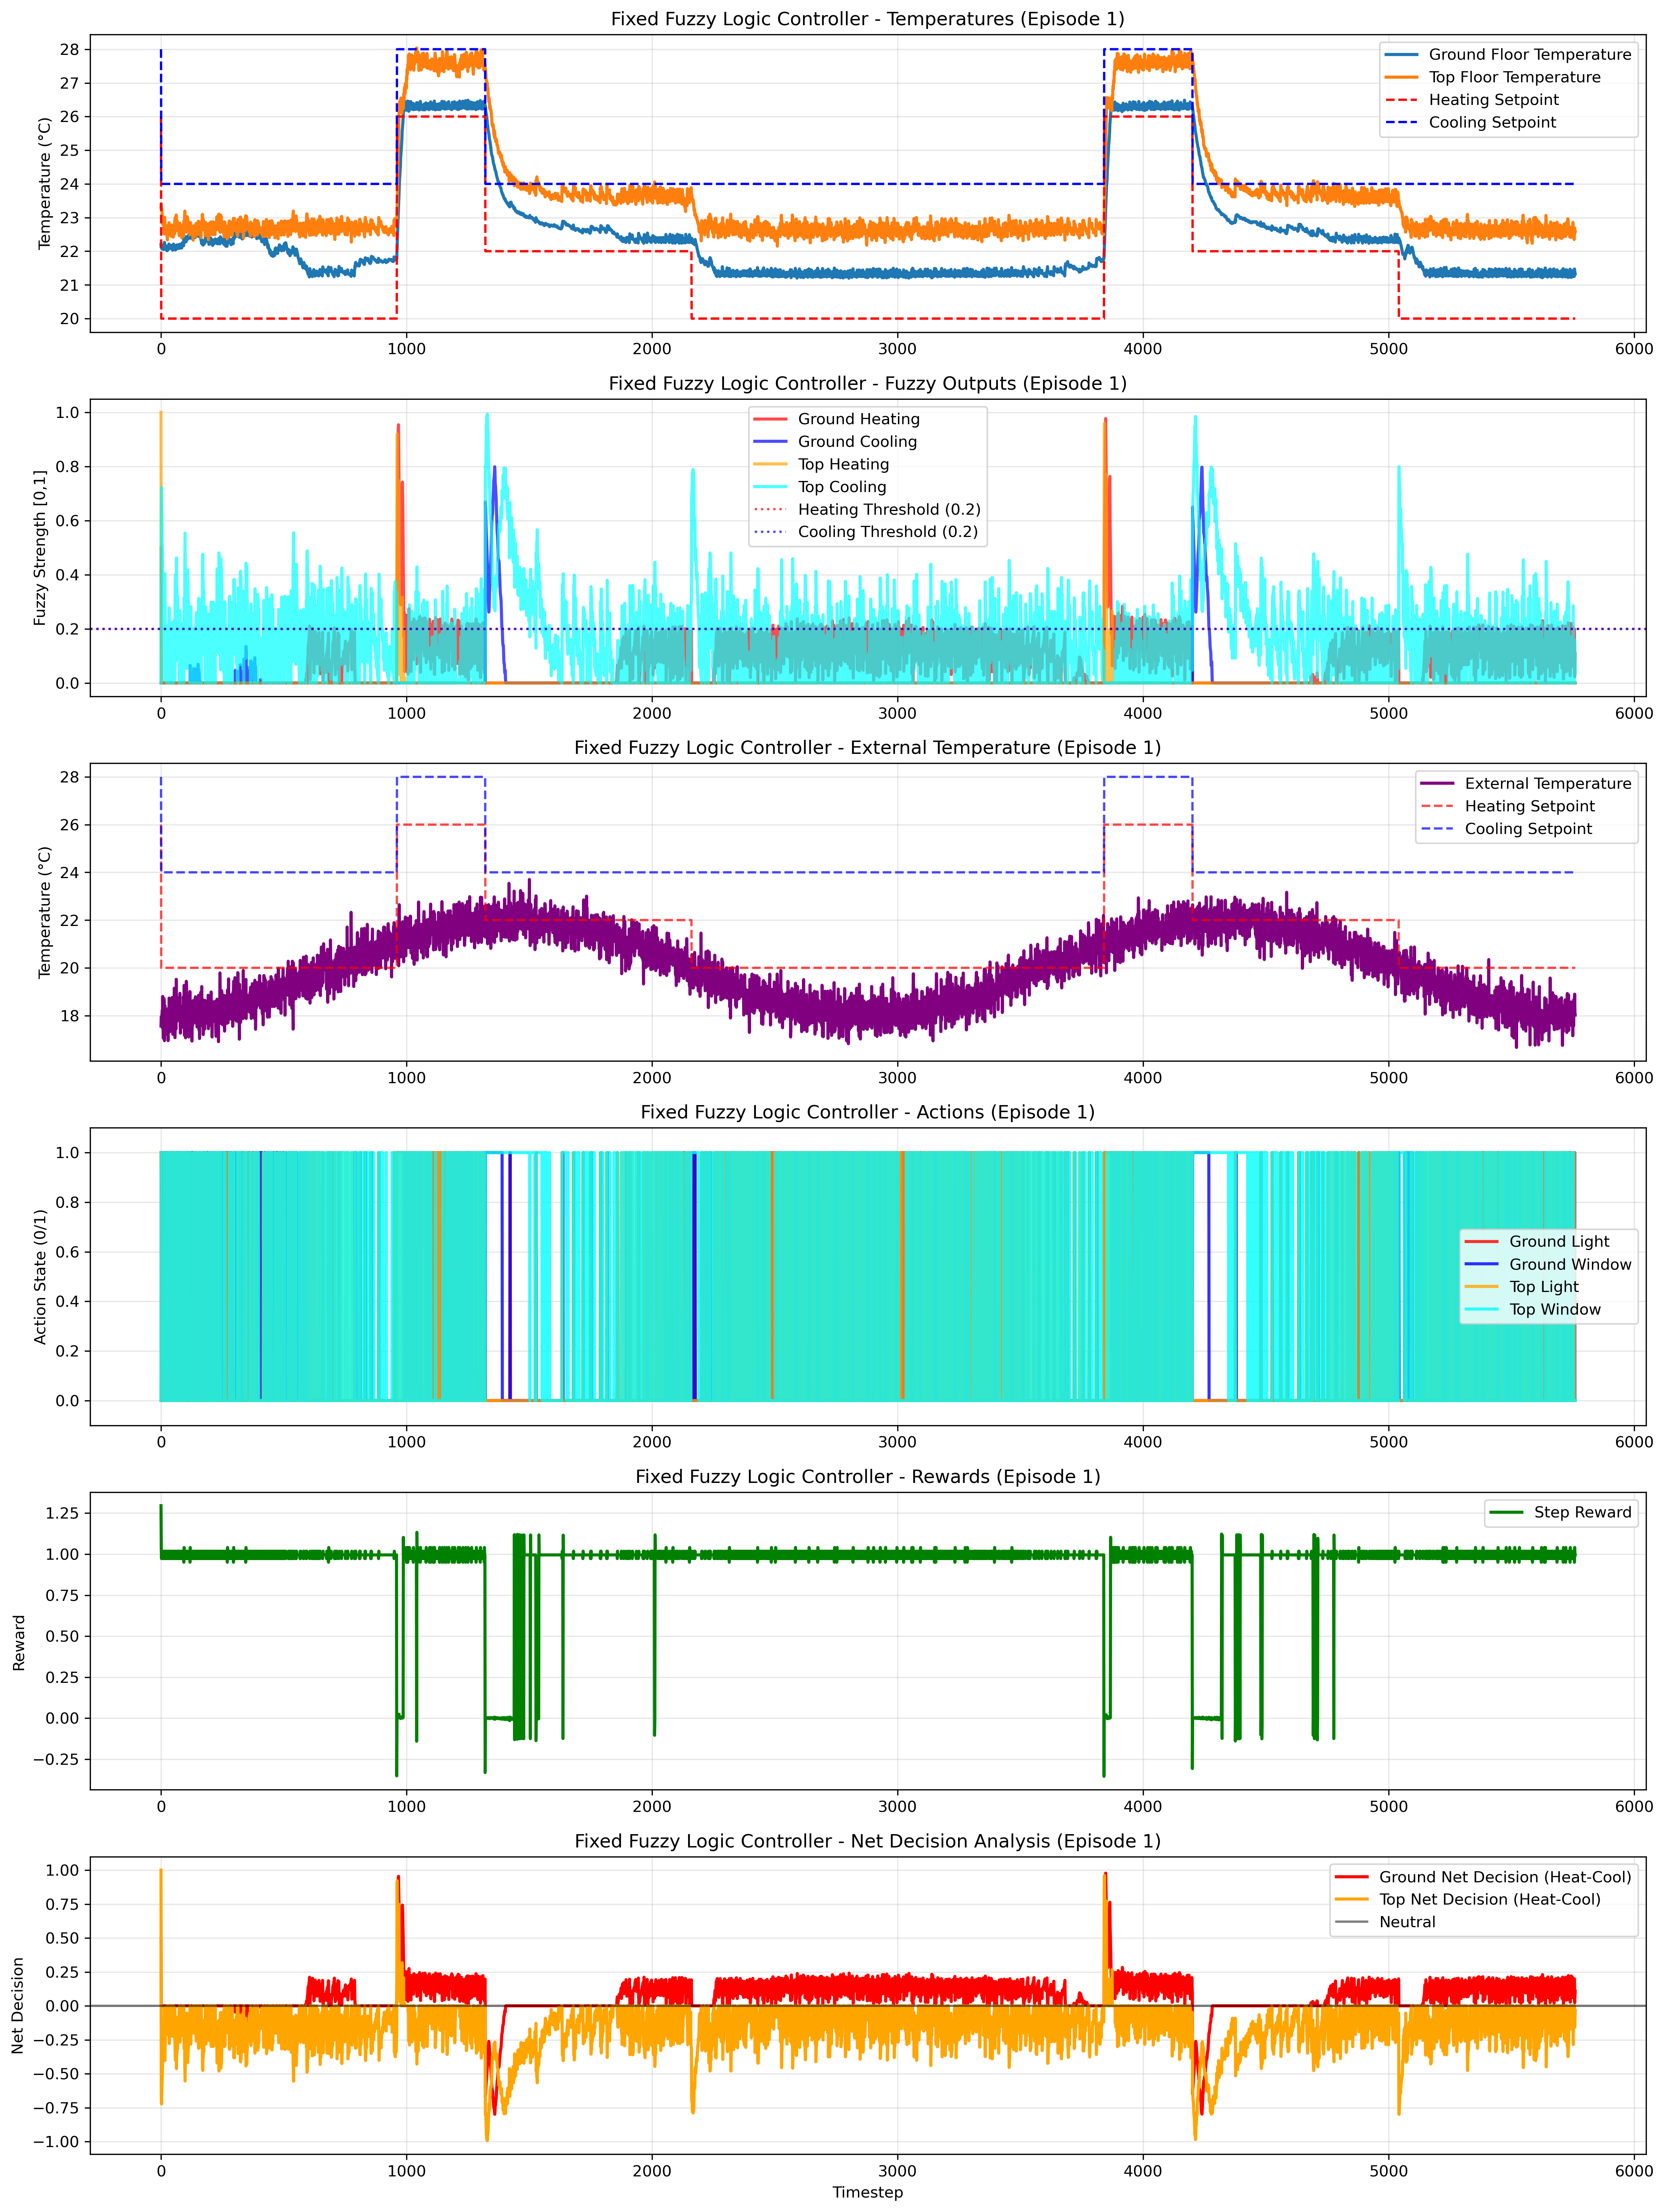 Fixed Fuzzy Logic Controller - Temperatures (Episode 1)
Temperature (°C)
28
27
26
25
24
23
22
21
20
Ground Floor Temperature
Top Floor Temperature
Heating Setpoint
Cooling Setpoint
0 1000 2000 3000 4000 5000 6000
Fixed Fuzzy Logic Controller - Fuzzy Outputs (Episode 1)
Fuzzy Strength [0,1]
1.0
0.8
0.6
0.4
0.2
0.0
Ground Heating
Ground Cooling
Top Heating
Top Cooling
Heating Threshold (0.2)
Cooling Threshold (0.2)
0 1000 2000 3000 4000 5000 6000
Fixed Fuzzy Logic Controller - External Temperature (Episode 1)
Temperature (°C)
28
26
24
22
20
18
External Temperature
Heating Setpoint
Cooling Setpoint
0 1000 2000 3000 4000 5000 6000
Fixed Fuzzy Logic Controller - Actions (Episode 1)
Action State (0/1)
1.0
0.8
0.6
0.4
0.2
0.0
Ground Light
Ground Window
Top Light
Top Window
0 1000 2000 3000 4000 5000 6000
Fixed Fuzzy Logic Controller - Rewards (Episode 1)
Reward
1.25
1.00
0.75
0.50
0.25
0.00
−0.25
Step Reward
0 1000 2000 3000 4000 5000 6000
Fixed Fuzzy Logic Controller - Net Decision Analysis (Episode 1)
Net Decision
1.00
0.75
0.50
0.25
0.00
−0.25
−0.50
−0.75
−1.00
Ground Net Decision (Heat-Cool)
Top Net Decision (Heat-Cool)
Neutral
0 1000 2000 3000 4000 5000 6000
Timestep